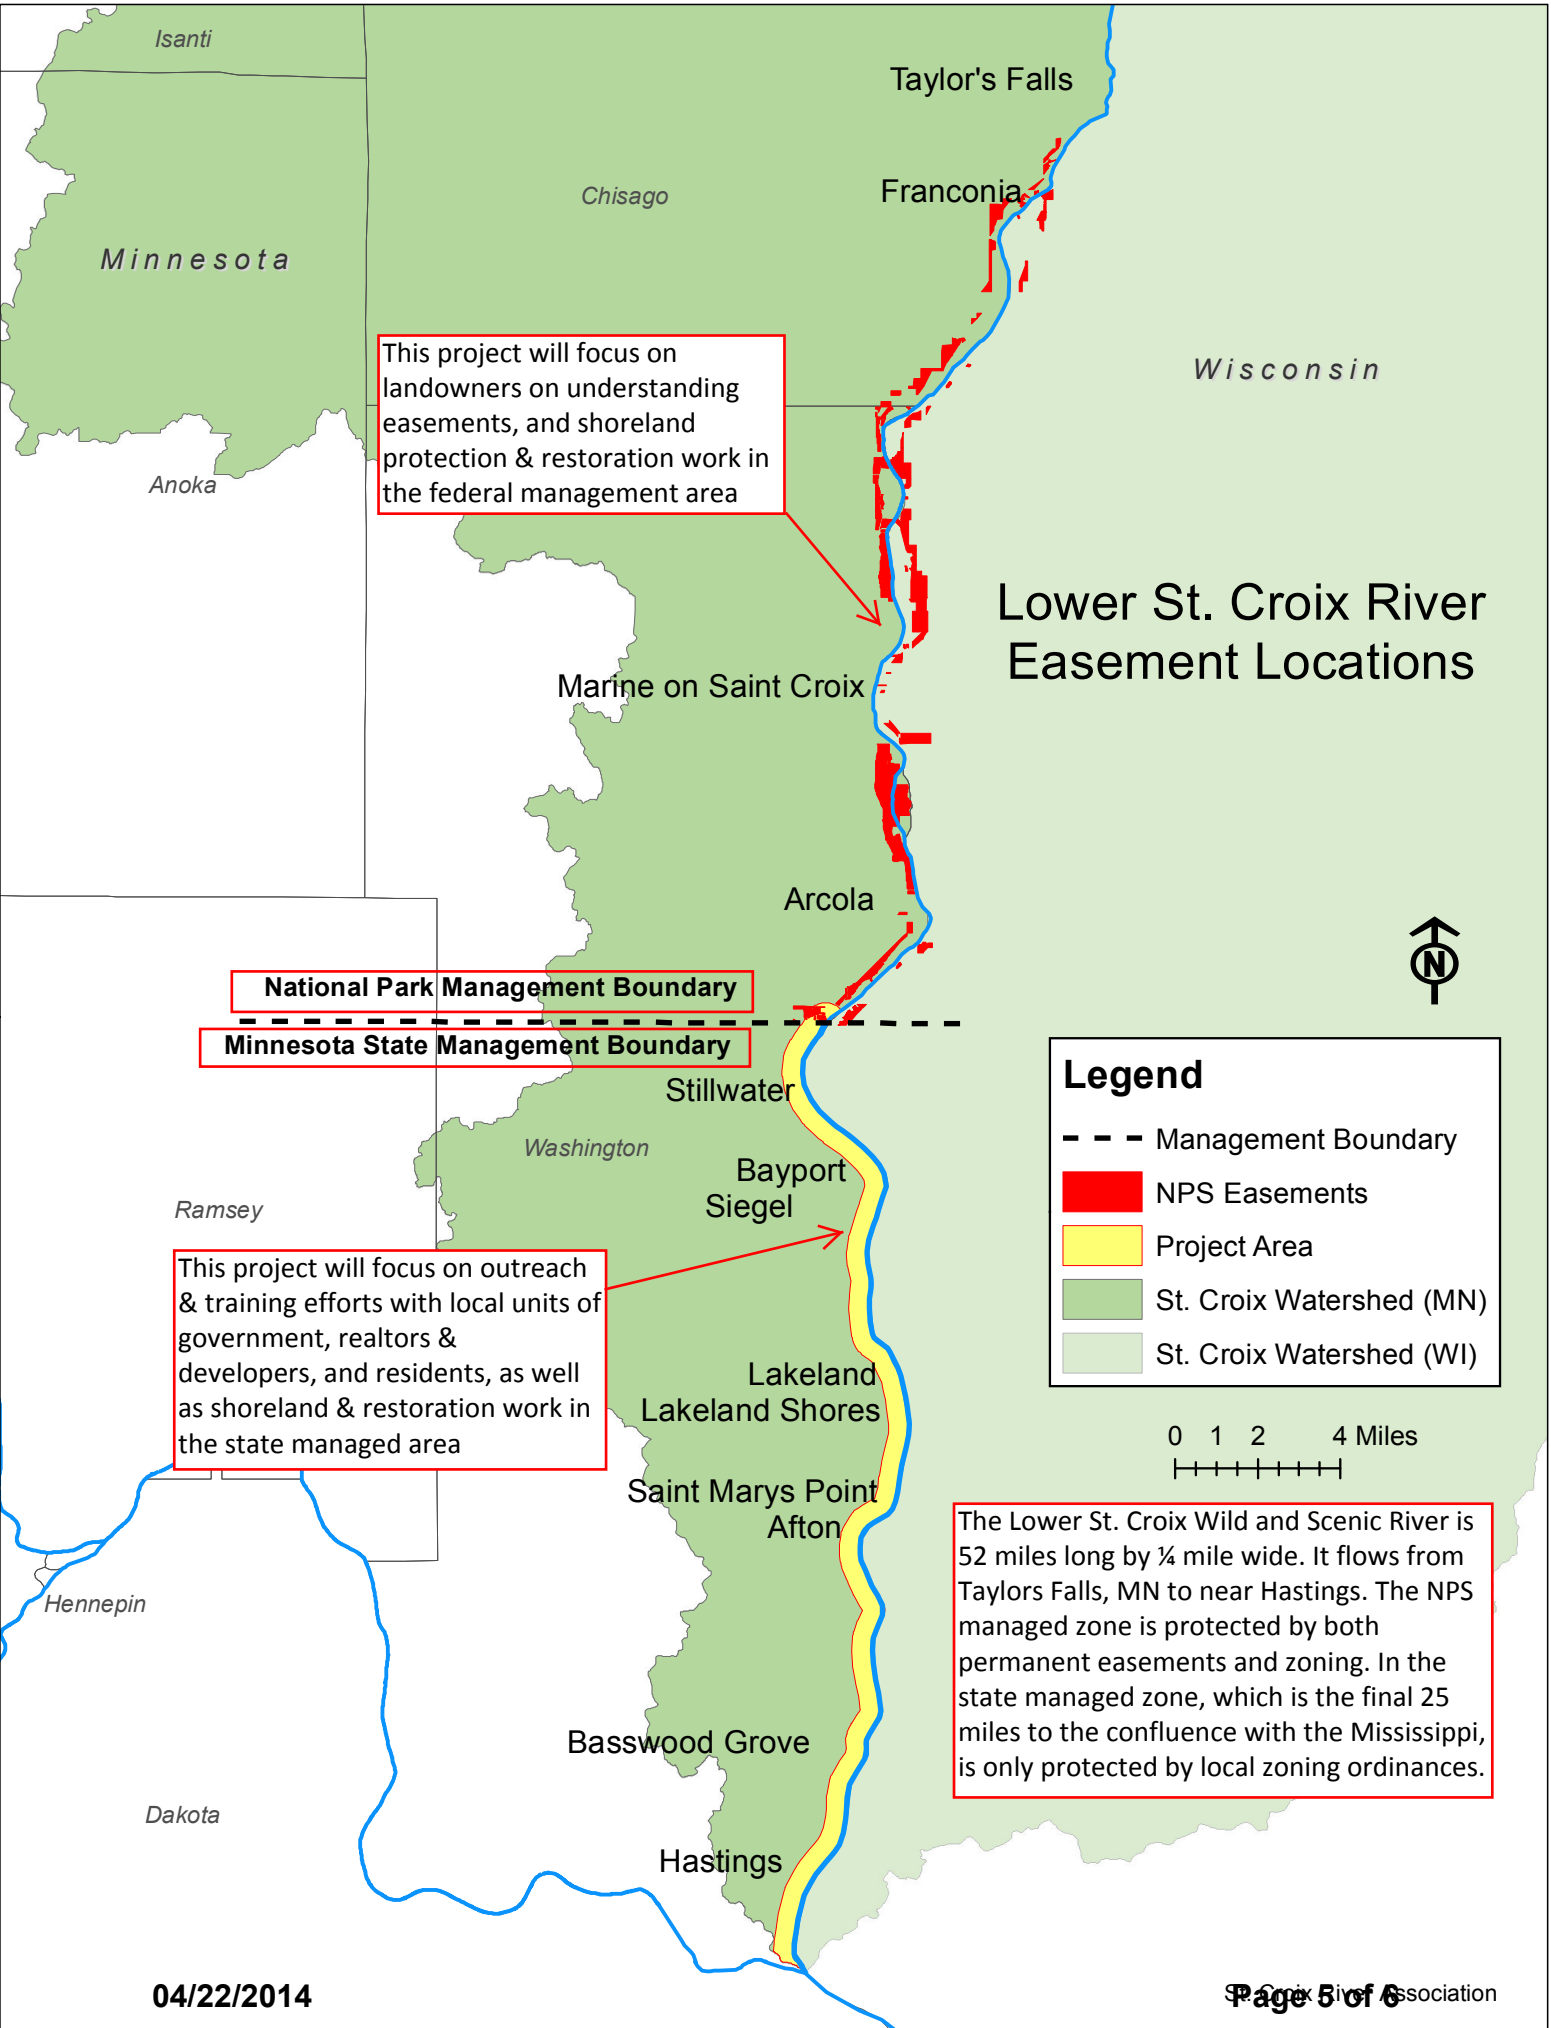 Isanti
Taylor's Falls
Chisago
Franconia
Minnesota
This project will focus on
landowners on understanding
easements, and shoreland
protection & restoration work in
the federal management area
Wisconsin
Anoka
Lower St. Croix River
Easement Locations
Marine on Saint Croix
Arcola
N
National Park Management Boundary
Minnesota State Management Boundary
Stillwater
Washington
Bayport
Siegel
Ramsey
Legend
Management Boundary
NPS Easements
Project Area
St. Croix Watershed (MN)
St. Croix Watershed (WI)
This project will focus on outreach
& training efforts with local units of
government, realtors &
developers, and residents, as well
as shoreland & restoration work in
the state managed area
Lakeland
Lakeland Shores
0 1 2 4 Miles
Saint Marys Point
Afton
The Lower St. Croix Wild and Scenic River is
52 miles long by ¼ mile wide. It flows from
Taylors Falls, MN to near Hastings. The NPS
managed zone is protected by both
permanent easements and zoning. In the
state managed zone, which is the final 25
miles to the confluence with the Mississippi,
is only protected by local zoning ordinances.
Hennepin
Basswood Grove
Dakota
Hastings
04/22/2014
Page 5 of 6
St. Croix River Association